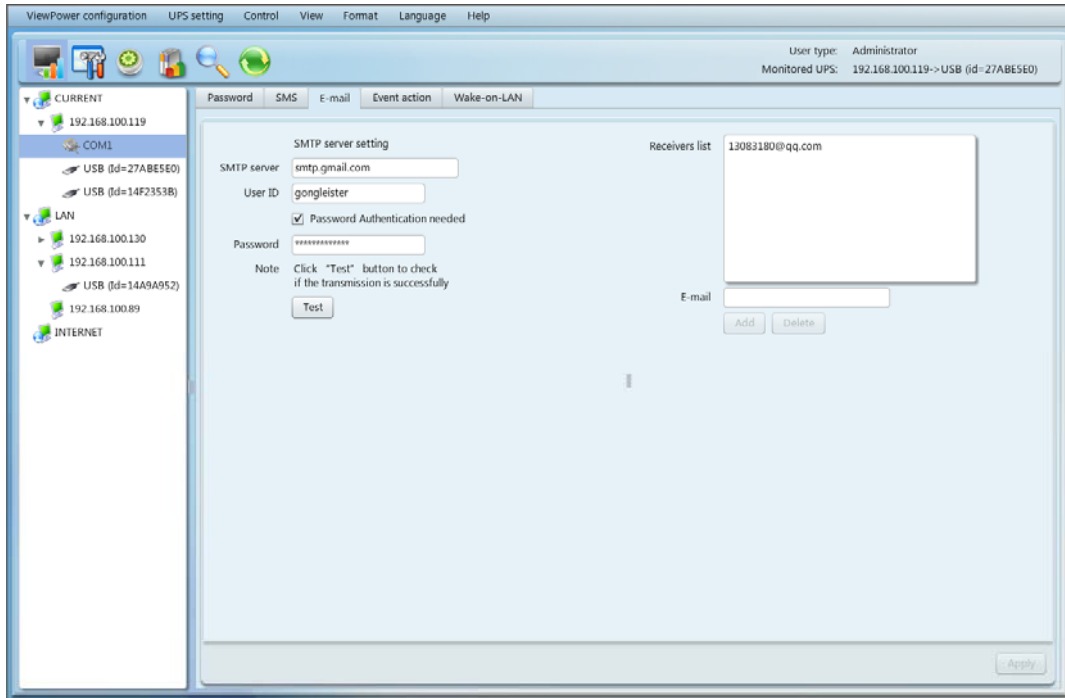 ViewPower configuration UPS setting Control View Format Language Help
User type: Administrator
Monitored UPS: 192.168.100.119->USB (id=27ABE5E0)
CURRENT
192.168.100.119
COM1
USB (Id=27ABE5E0)
USB (Id=14F2353B)
LAN
192.168.100.130
192.168.100.111
USB (Id=14A9A952)
192.168.100.89
INTERNET
Password SMS E-mail Event action Wake-on-LAN
SMTP server setting
SMTP server smtp.gmail.com
User ID gongleister
Password Authentication needed
Password *************
Note Click "Test" button to check
if the transmission is successfully
Test
Receivers list 13083180@qq.com
E-mail
Add Delete
Apply